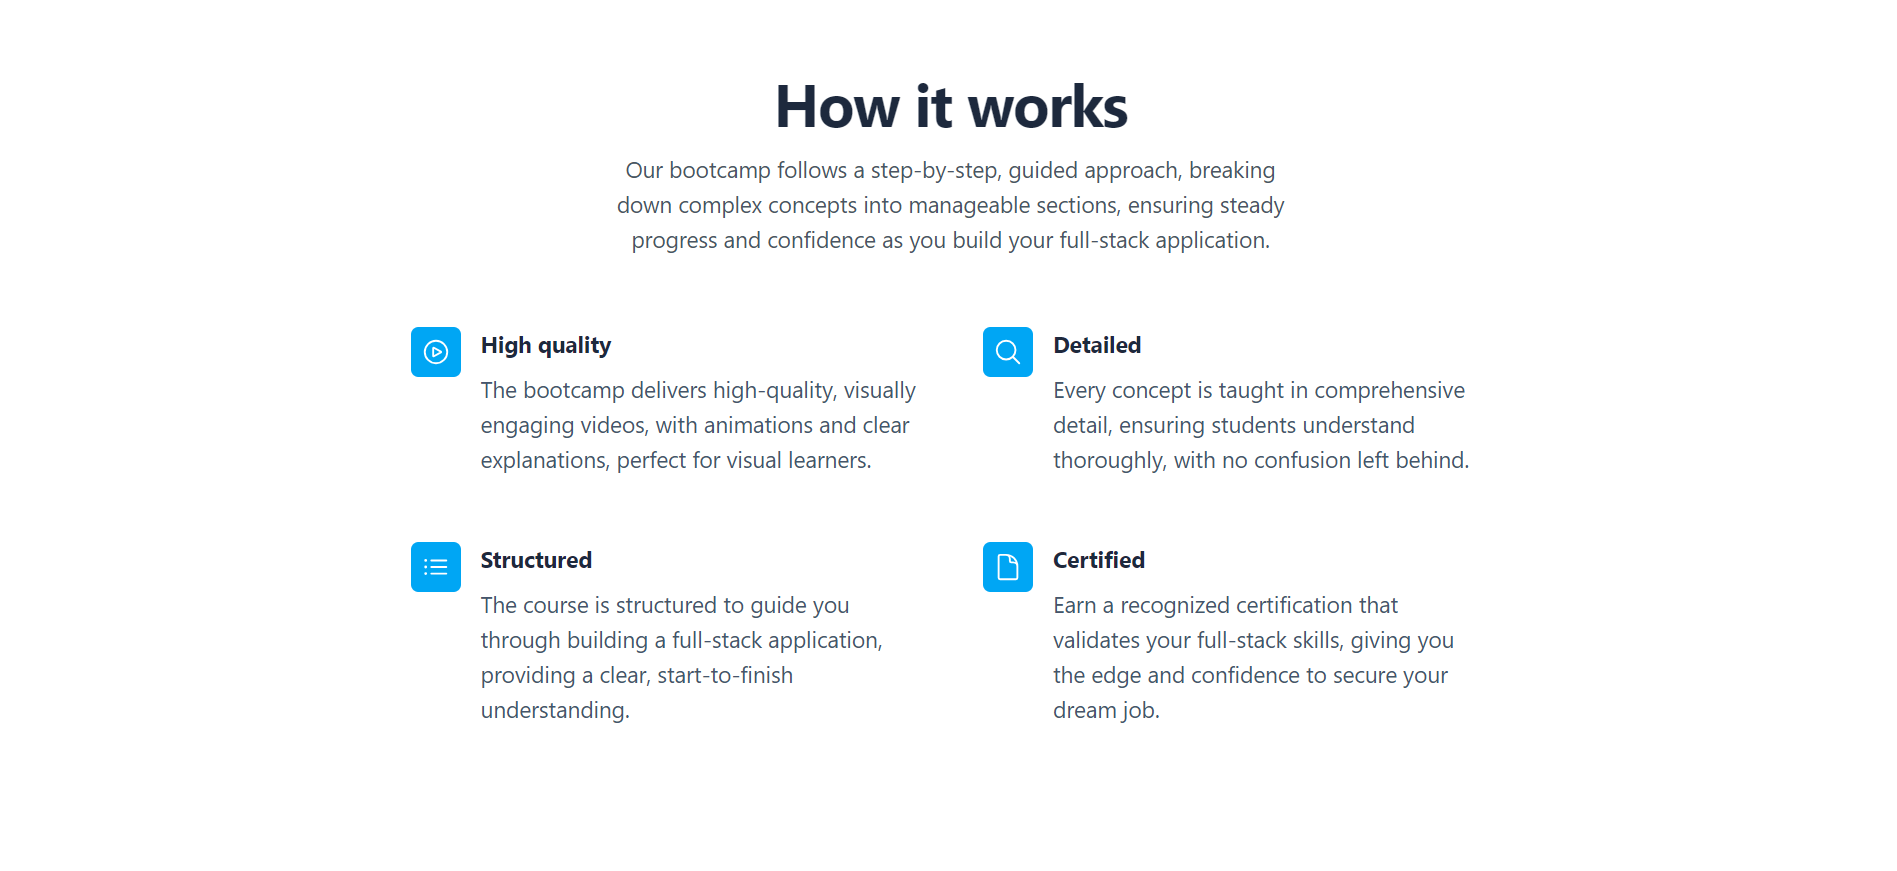 How it works
Our bootcamp follows a step-by-step, guided approach, breaking
down complex concepts into manageable sections, ensuring steady
progress and confidence as you build your full-stack application.
High quality
The bootcamp delivers high-quality, visually
engaging videos, with animations and clear
explanations, perfect for visual learners.
Detailed
Every concept is taught in comprehensive
detail, ensuring students understand
thoroughly, with no confusion left behind.
Structured
The course is structured to guide you
through building a full-stack application,
providing a clear, start-to-finish
understanding.
Certified
Earn a recognized certification that
validates your full-stack skills, giving you
the edge and confidence to secure your
dream job.